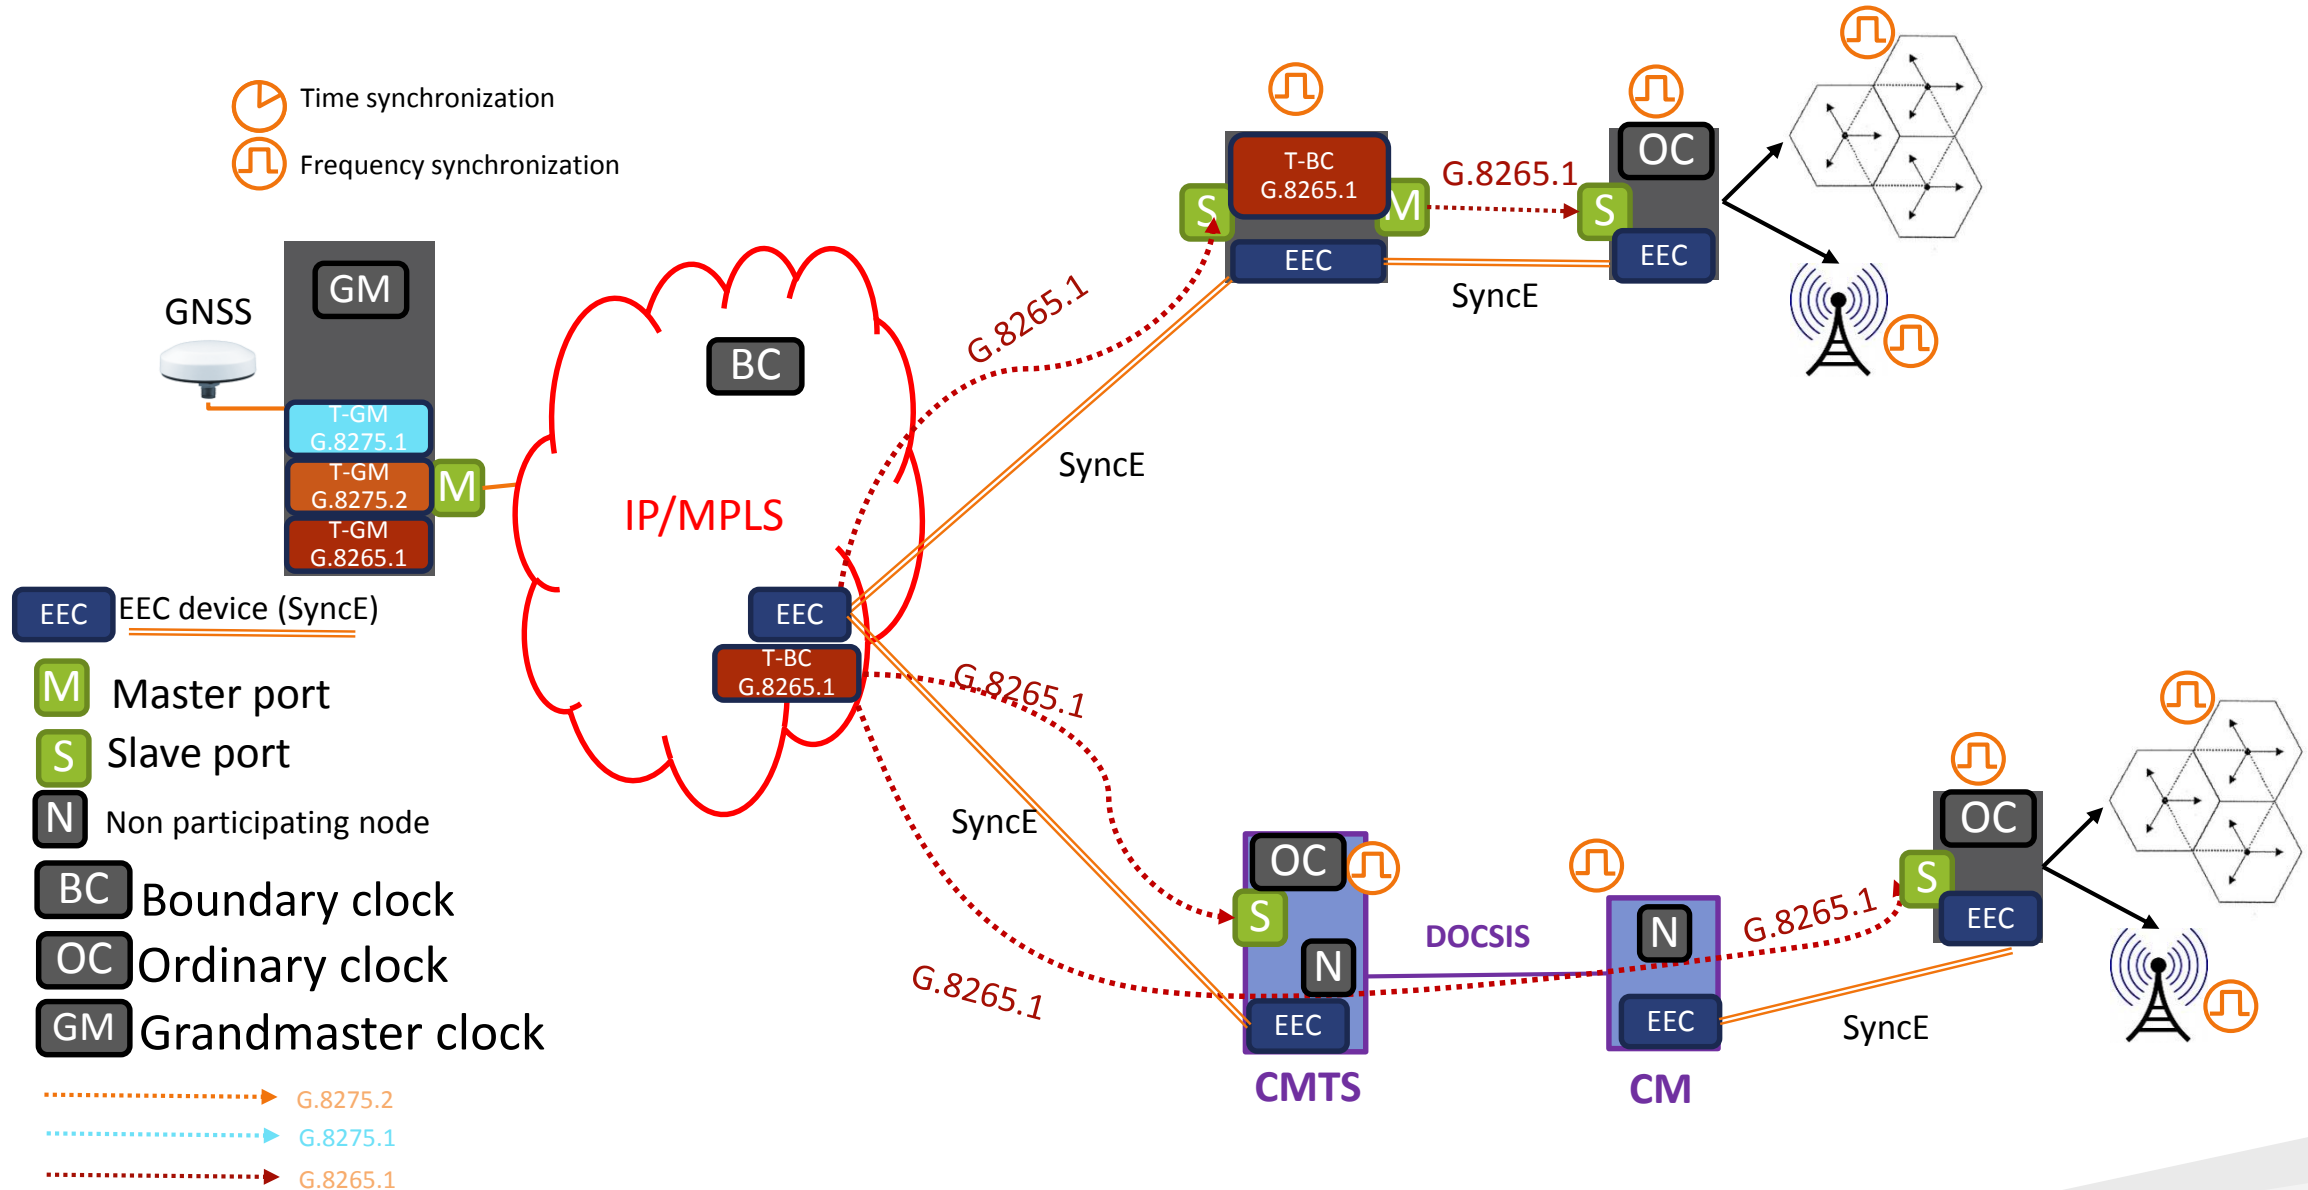 Time synchronization
Frequency synchronization
GNSS
GM
T-GM
G.8275.1
T-GM
G.8275.2
M
T-GM
G.8265.1
EEC
EEC device (SyncE)
M
Master port
S
Slave port
N
Non participating node
BC
Boundary clock
OC
Ordinary clock
GM
Grandmaster clock
G.8275.2
G.8275.1
G.8265.1
BC
IP/MPLS
EEC
T-BC
G.8265.1
G.8265.1
SyncE
S
T-BC
G.8265.1
M
EEC
G.8265.1
SyncE
OC
S
EEC
G.8265.1
SyncE
G.8265.1
OC
S
N
EEC
CMTS
DOCSIS
N
EEC
CM
G.8265.1
SyncE
OC
S
EEC